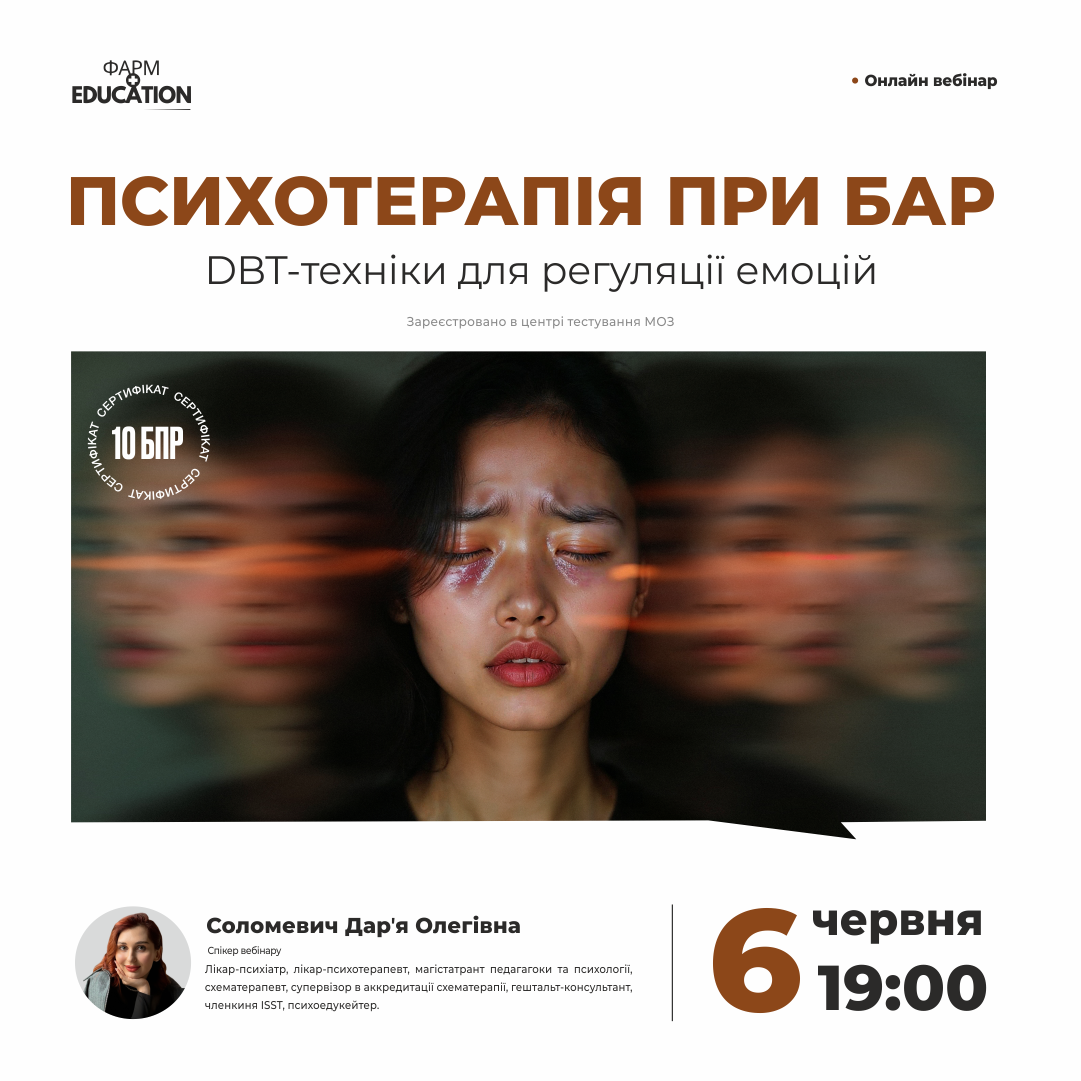 ФАРМ
EDUCATION
• Онлайн вебінар
ПСИХОТЕРАПІЯ ПРИ БАР
DBT-техніки для регуляції емоцій
Зареєстровано в центрі тестування МОЗ
СЕРТИФІКАТ СЕРТИФІКАТ СЕРТИФІКАТ СЕРТИФІКАТ
10 БПР
Соломевич Дар'я Олегівна
Спікер вебінару
Лікар-психіатр, лікар-психотерапевт, магістатрант педагагоки та психології,
схематерапевт, супервізор в аккредитації схематерапії, гештальт-консультант,
членкиня ISST, психоедукейтер.
6 червня
19:00